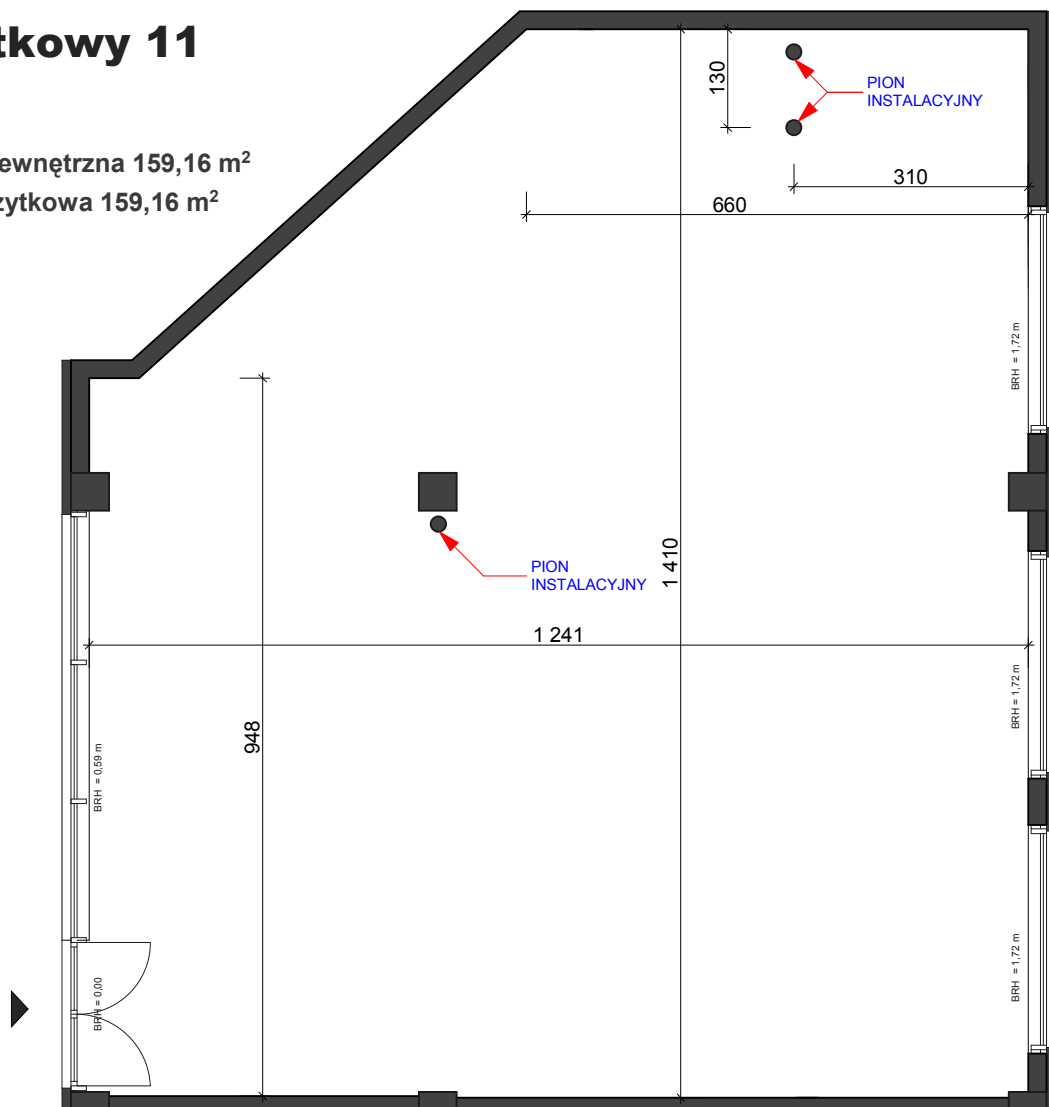 tkowy 11
ewnętrzna 159,16 m²
żytkowa 159,16 m²
130
PION
INSTALACYJNY
310
660
BRH = 1,72 m
PION
INSTALACYJNY
1 410
1 241
948
BRH = 1,72 m
BRH = 0,59 m
BRH = 1,72 m
BRH = 0,00